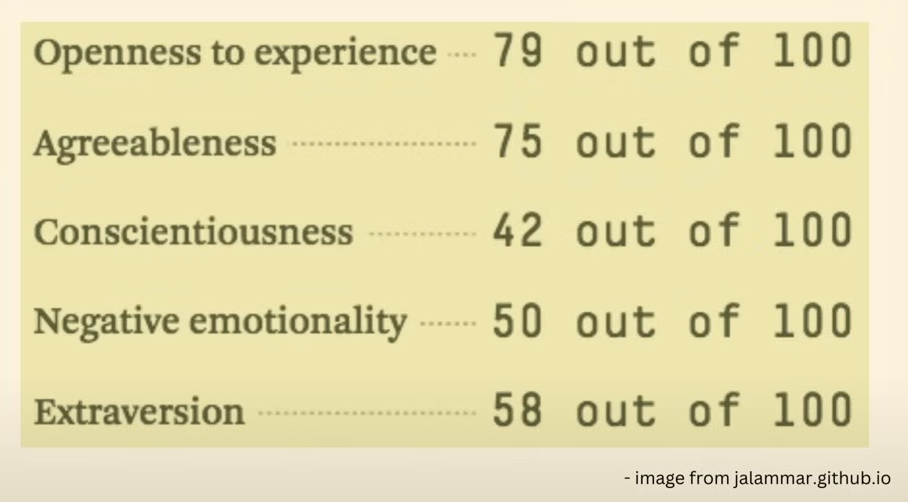 Openness to experience ···· 79 out of 100
Agreeableness ························ 75 out of 100
Conscientiousness ·············· 42 out of 100
Negative emotionality ······· 50 out of 100
Extraversion ···························· 58 out of 100
- image from jalammar.github.io